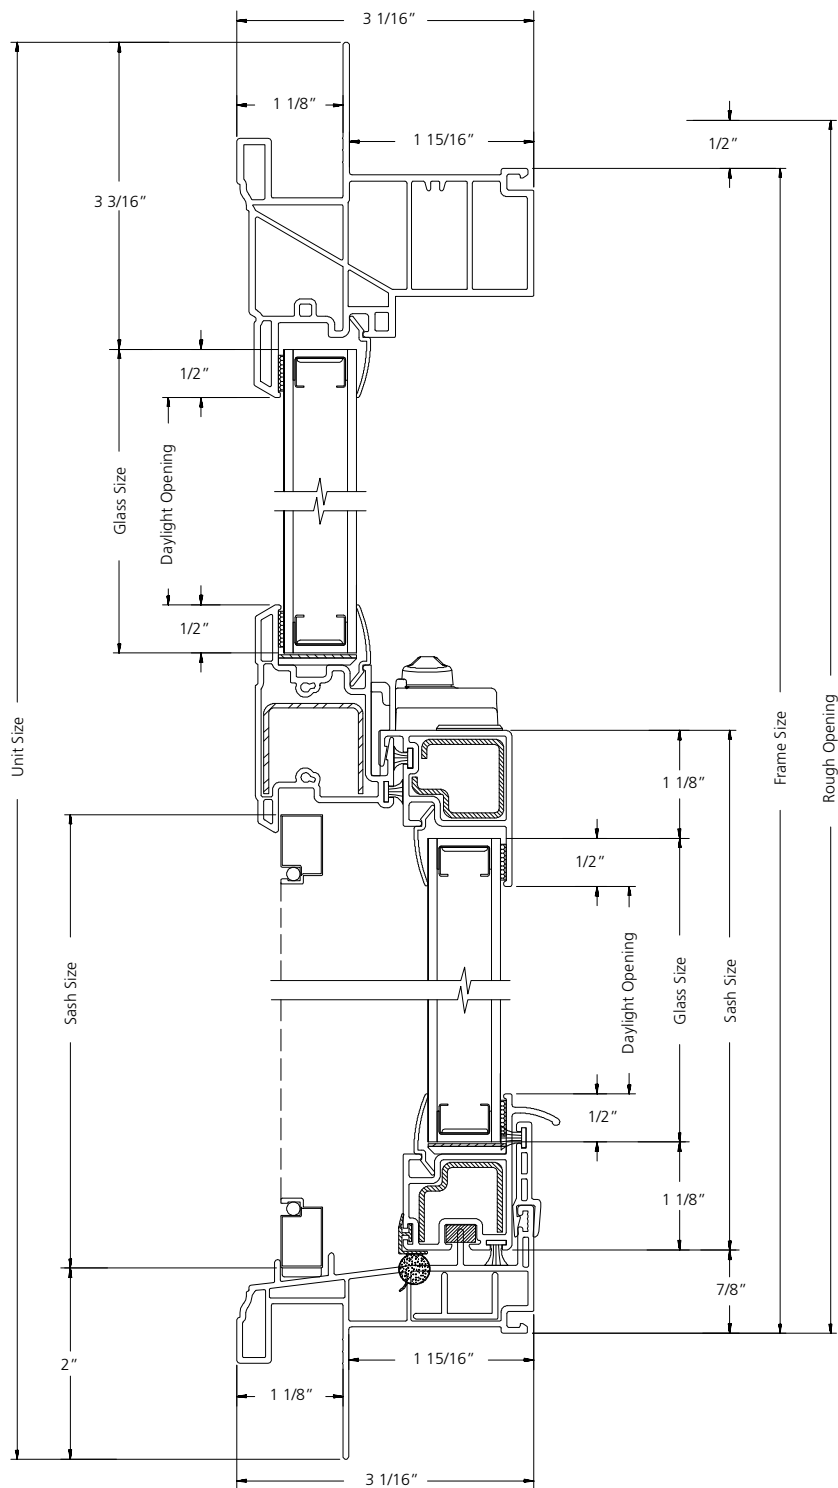 3 1/16”
1 1/8”
1 15/16”
1/2”
3 3/16”
1/2”
Glass Size
Daylight Opening
1/2”
Unit Size
Frame Size
Rough Opening
1 1/8”
1/2”
Sash Size
Daylight Opening
Glass Size
Sash Size
1/2”
1 1/8”
7/8”
2”
1 15/16”
1 1/8”
3 1/16”